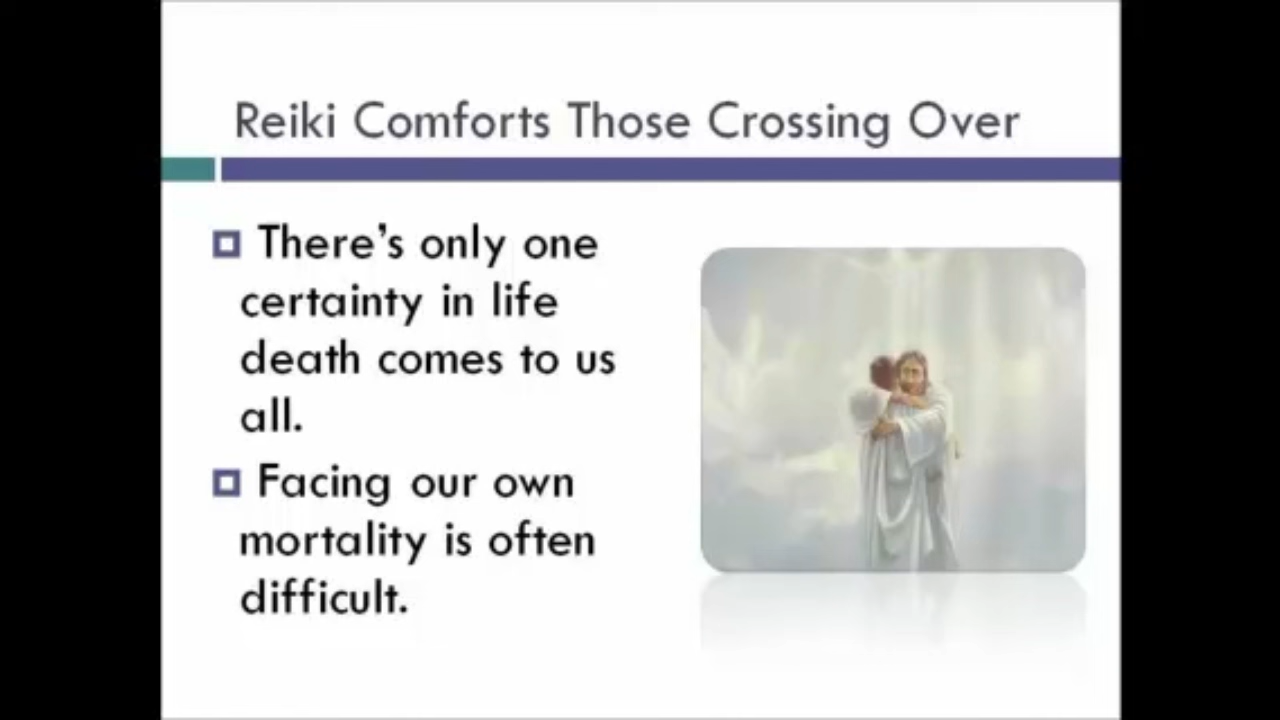 Reiki Comforts Those Crossing Over
There's only one
certainty in life
death comes to us
all.
Facing our own
mortality is often
difficult.